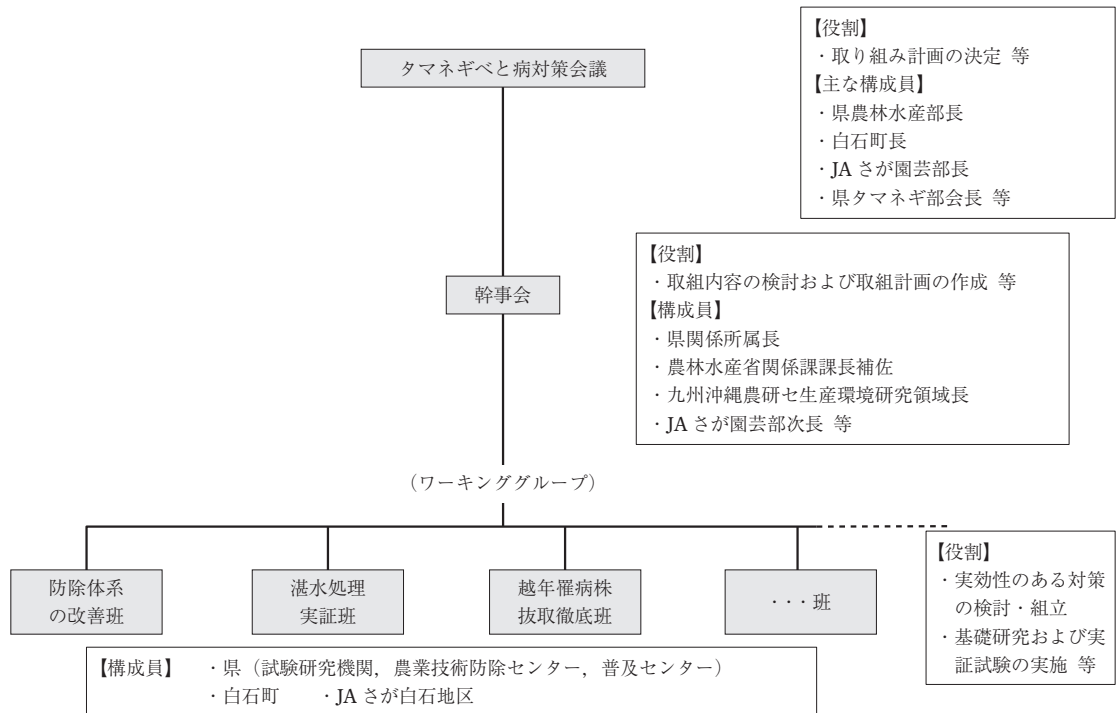 タマネギべと病対策会議
【役割】
・取り組み計画の決定 等
【主な構成員】
・県農林水産部長
・白石町長
・JA さが園芸部長
・県タマネギ部会長 等
幹事会
【役割】
・取組内容の検討および取組計画の作成 等
【構成員】
・県関係所属長
・農林水産省関係課課長補佐
・九州沖縄農研セ生産環境研究領域長
・JA さが園芸部次長 等
（ワーキンググループ）
防除体系
の改善班
湛水処理
実証班
越年罹病株
抜取徹底班
・・・班
【役割】
・実効性のある対策
の検討・組立
・基礎研究および実
証試験の実施 等
【構成員】 ・県（試験研究機関，農業技術防除センター，普及センター）
・白石町 ・JA さが白石地区